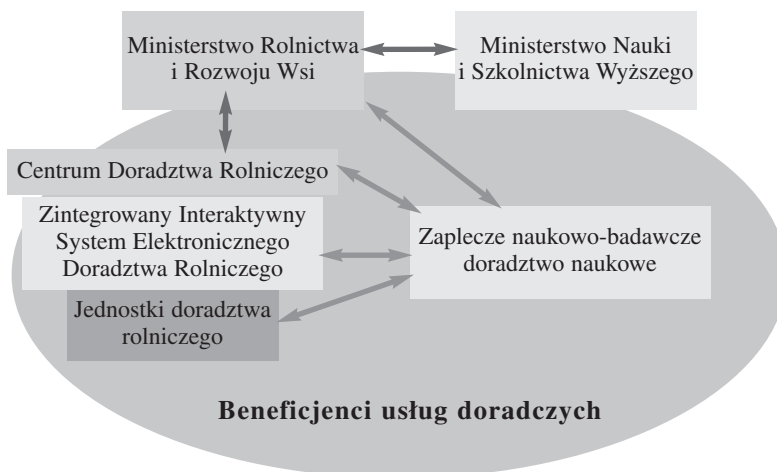 Ministerstwo Rolnictwa
i Rozwoju Wsi
Ministerstwo Nauki
i Szkolnictwa Wyższego
Centrum Doradztwa Rolniczego
Zintegrowany Interaktywny
System Elektronicznego
Doradztwa Rolniczego
Zaplecze naukowo-badawcze
doradztwo naukowe
Jednostki doradztwa
rolniczego
Beneficjenci usług doradczych